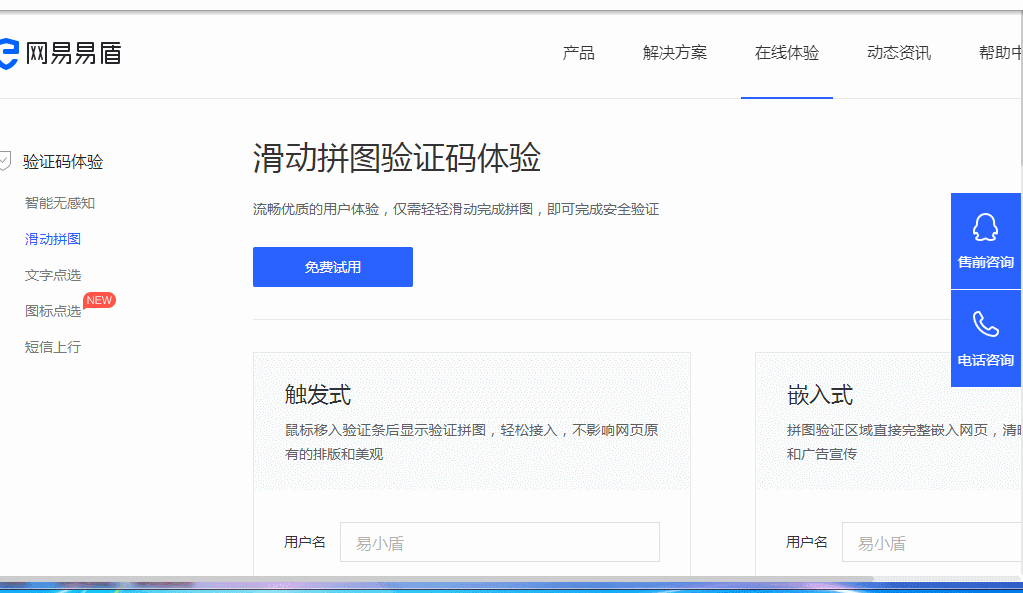 网易易盾
产品
解决方案
在线体验
动态资讯
帮助中
验证码体验
智能无感知
滑动拼图
文字点选
图标点选
NEW
短信上行
滑动拼图验证码体验
流畅优质的用户体验，仅需轻轻滑动完成拼图，即可完成安全验证
免费试用
售前咨询
电话咨询
触发式
鼠标移入验证条后显示验证拼图，轻松接入，不影响网页原
有的排版和美观
用户名
易小盾
嵌入式
拼图验证区域直接完整嵌入网页，清
和广告宣传
用户名
易小盾